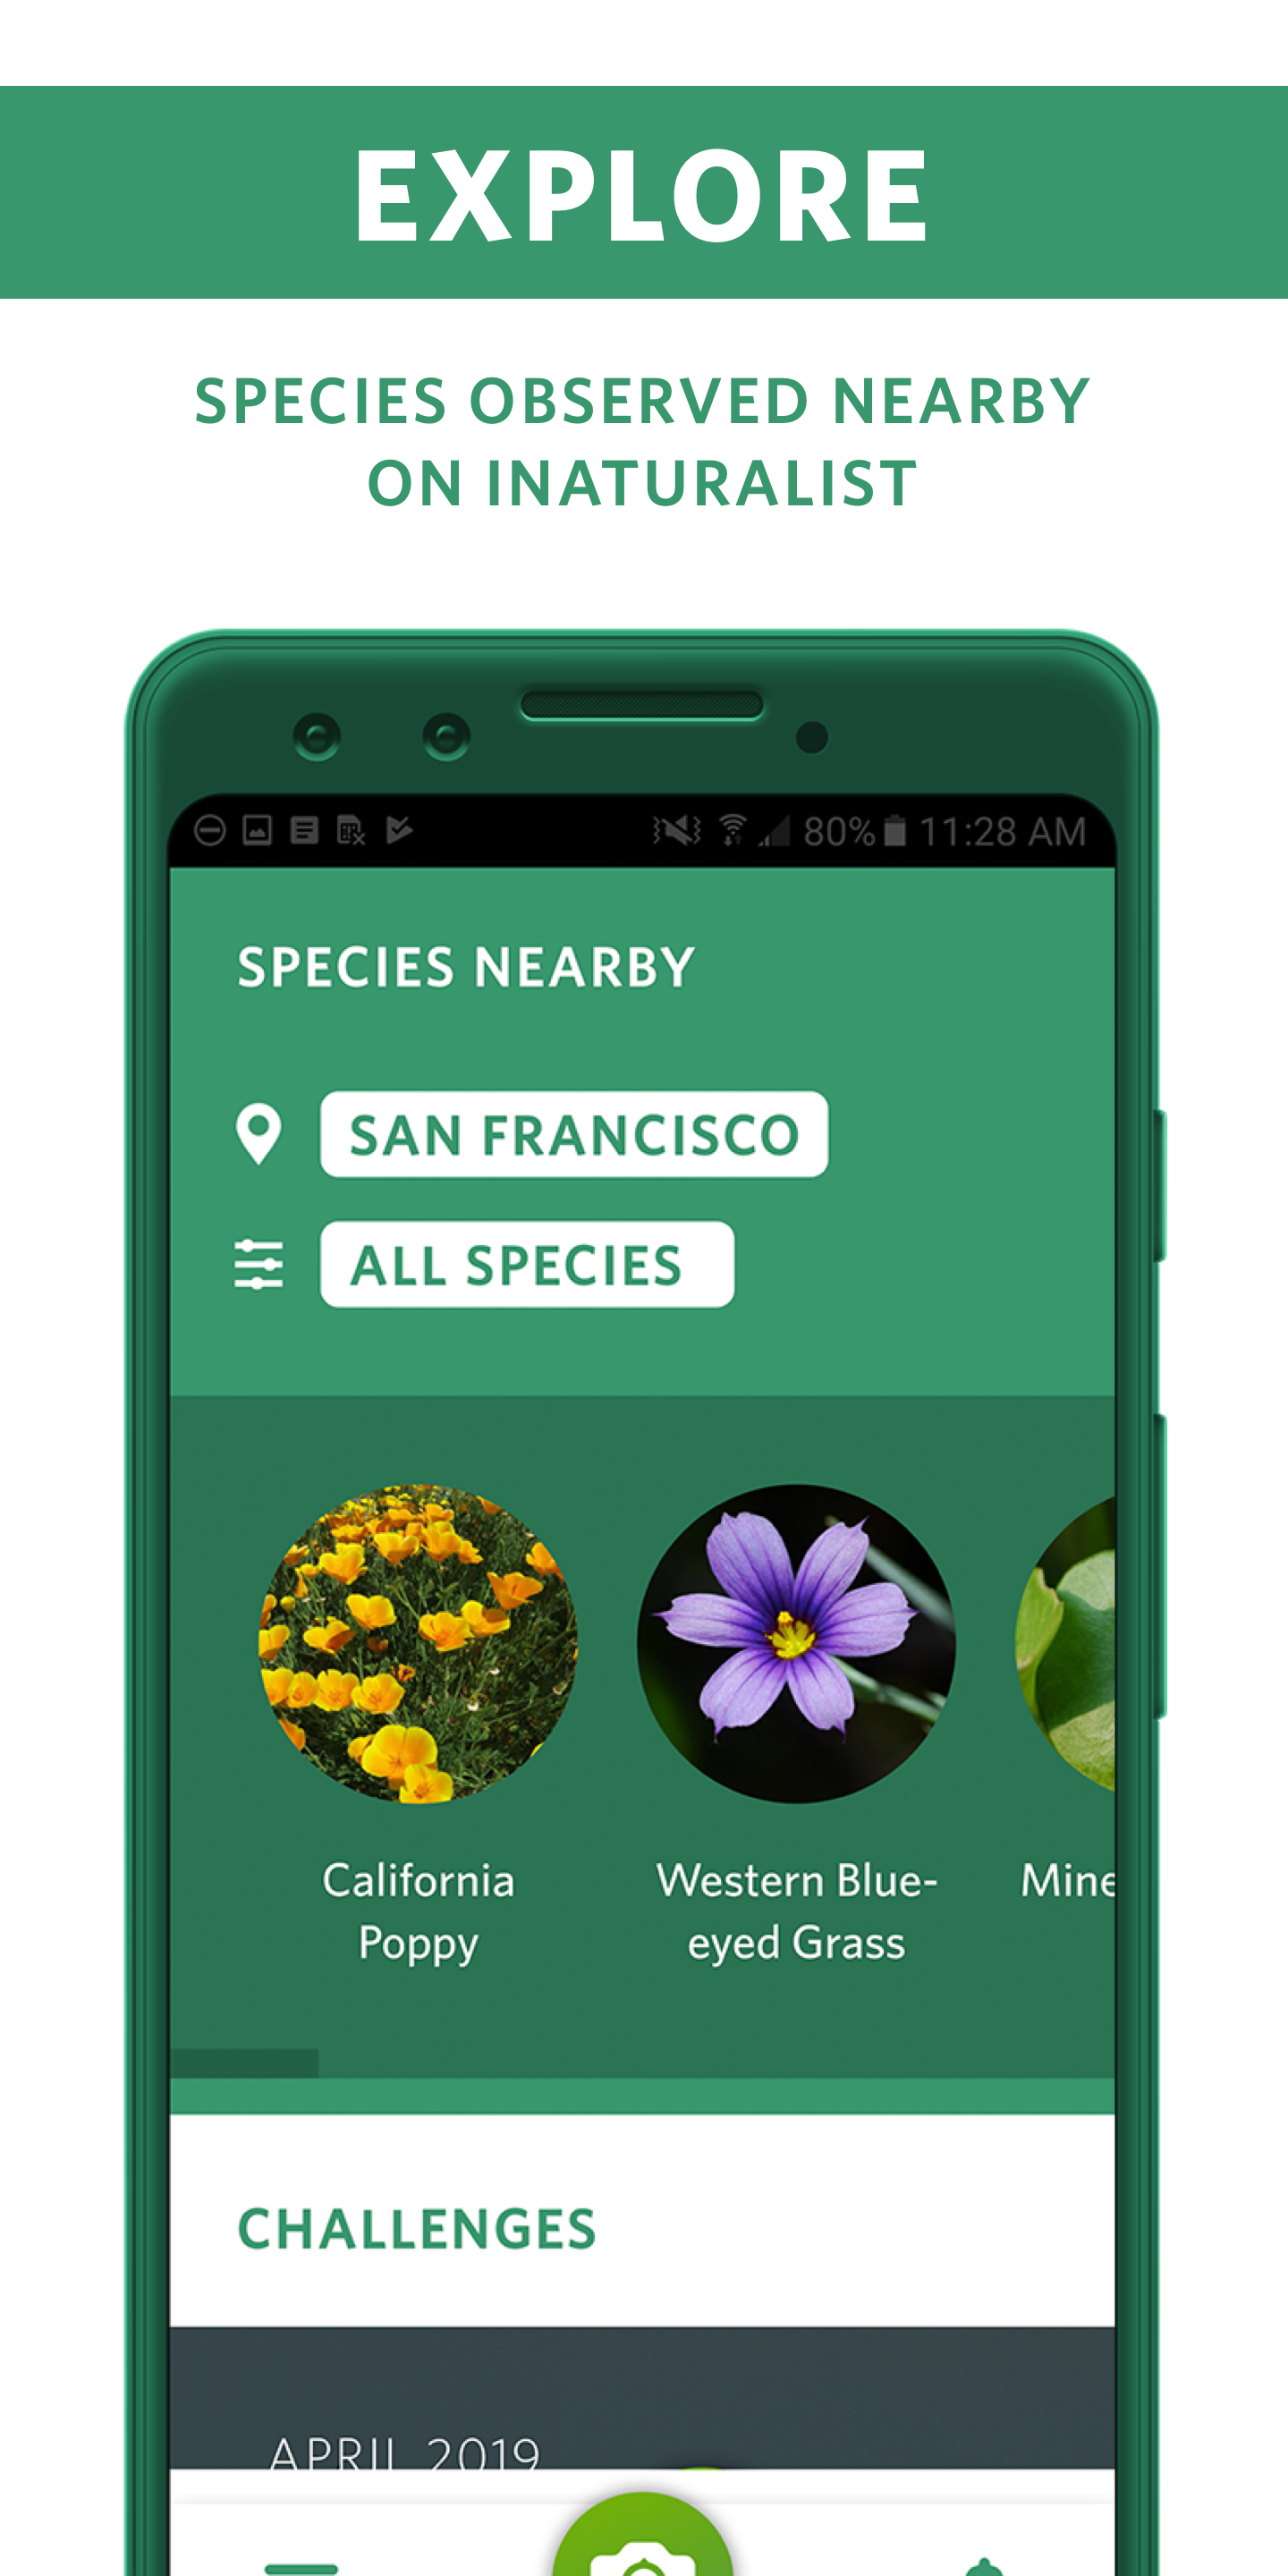 EXPLORE
SPECIES OBSERVED NEARBY
ON INATURALIST
80% 11:28 AM
SPECIES NEARBY
SAN FRANCISCO
ALL SPECIES
California
Poppy
Western Blue-
eyed Grass
Mine
CHALLENGES
APRIL 2019